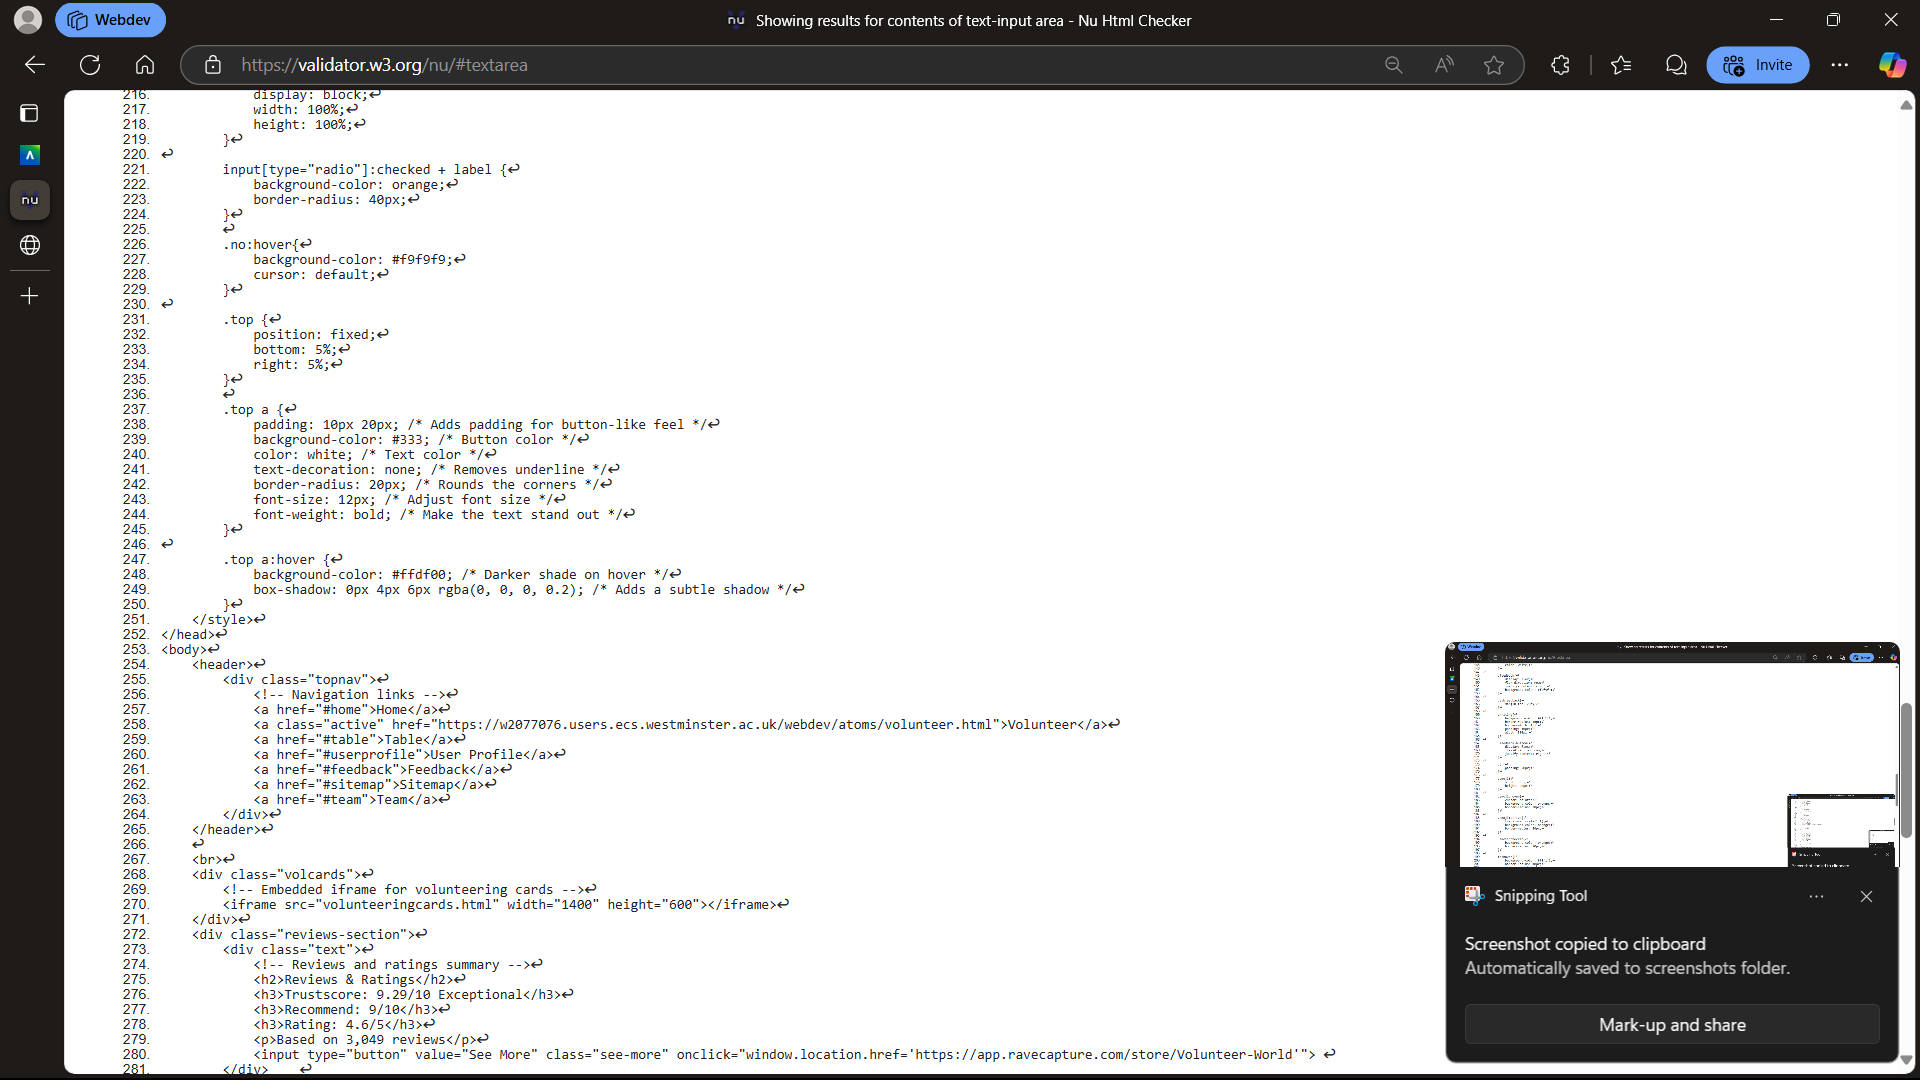 Webdev
nu Showing results for contents of text-input area - Nu Html Checker
https://validator.w3.org/nu/#textarea
Invite
216. display: block;↩
217. width: 100%;↩
218. height: 100%;↩
219. }↩
220. ↩
221. input[type="radio"]:checked + label {↩
222. background-color: orange;↩
223. border-radius: 40px;↩
224. }↩
225. ↩
226. .no:hover{↩
227. background-color: #f9f9f9;↩
228. cursor: default;↩
229. }↩
230. ↩
231. .top {↩
232. position: fixed;↩
233. bottom: 5%;↩
234. right: 5%;↩
235. }↩
236. ↩
237. .top a {↩
238. padding: 10px 20px; /* Adds padding for button-like feel */↩
239. background-color: #333; /* Button color */↩
240. color: white; /* Text color */↩
241. text-decoration: none; /* Removes underline */↩
242. border-radius: 20px; /* Rounds the corners */↩
243. font-size: 12px; /* Adjust font size */↩
244. font-weight: bold; /* Make the text stand out */↩
245. }↩
246. ↩
247. .top a:hover {↩
248. background-color: #ffdf00; /* Darker shade on hover */↩
249. box-shadow: 0px 4px 6px rgba(0, 0, 0, 0.2); /* Adds a subtle shadow */↩
250. }↩
251. </style>↩
252. </head>↩
253. <body>↩
254. <header>↩
255. <div class="topnav">↩
256. <!-- Navigation links -->↩
257. <a href="#home">Home</a>↩
258. <a class="active" href="https://w2077076.users.ecs.westminster.ac.uk/webdev/atoms/volunteer.html">Volunteer</a>↩
259. <a href="#table">Table</a>↩
260. <a href="#userprofile">User Profile</a>↩
261. <a href="#feedback">Feedback</a>↩
262. <a href="#sitemap">Sitemap</a>↩
263. <a href="#team">Team</a>↩
264. </div>↩
265. </header>↩
266. ↩
267. <br>↩
268. <div class="volcards">↩
269. <!-- Embedded iframe for volunteering cards -->↩
270. <iframe src="volunteeringcards.html" width="1400" height="600"></iframe>↩
271. </div>↩
272. <div class="reviews-section">↩
273. <div class="text">↩
274. <!-- Reviews and ratings summary -->↩
275. <h2>Reviews & Ratings</h2>↩
276. <h3>Trustscore: 9.29/10 Exceptional</h3>↩
277. <h3>Recommend: 9/10</h3>↩
278. <h3>Rating: 4.6/5</h3>↩
279. <p>Based on 3,049 reviews</p>↩
280. <input type="button" value="See More" class="see-more" onclick="window.location.href='https://app.ravecapture.com/store/Volunteer-World'"> ↩
281. </div> ↩
nu
Snipping Tool
Screenshot copied to clipboard
Automatically saved to screenshots folder.
Mark-up and share